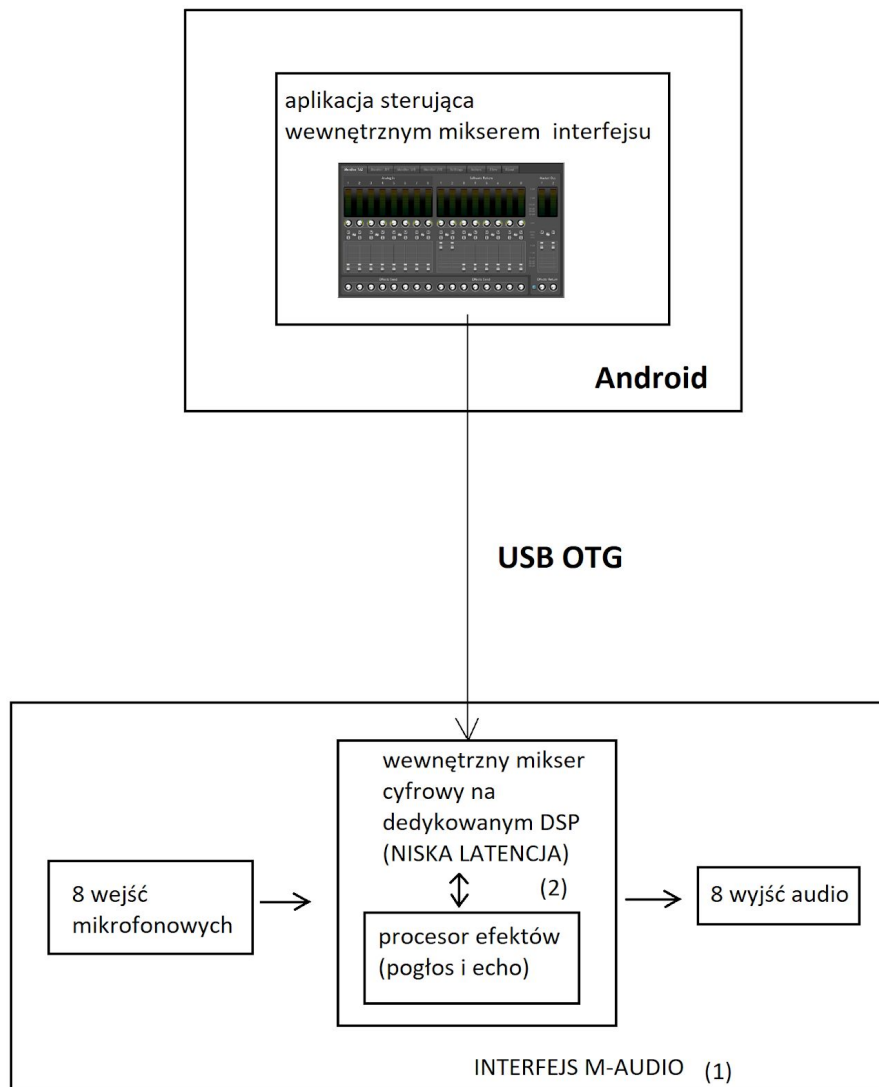 aplikacja sterująca
wewnętrznym mikserem interfejsu
Android
USB OTG
wewnętrzny mikser
cyfrowy na
dedykowanym DSP
(NISKA LATENCJA)
(2)
8 wejść
mikrofonowych
8 wyjść audio
procesor efektów
(pogłos i echo)
INTERFEJS M-AUDIO (1)